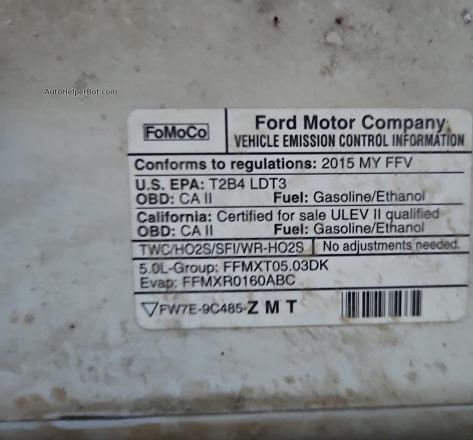 AutoHelperBot.com
FoMoCo
Ford Motor Company
VEHICLE EMISSION CONTROL INFORMATION
Conforms to regulations: 2015 MY FFV
U.S. EPA: T2B4 LDT3
OBD: CA II Fuel: Gasoline/Ethanol
California: Certified for sale ULEV II qualified
OBD: CA II Fuel: Gasoline/Ethanol
TWC/HO2S/SFI/WR-HO2S No adjustments needed.
5.0L-Group: FFMXT05.03DK
Evap: FFMXR0160ABC
▽FW7E-9C485-Z M T